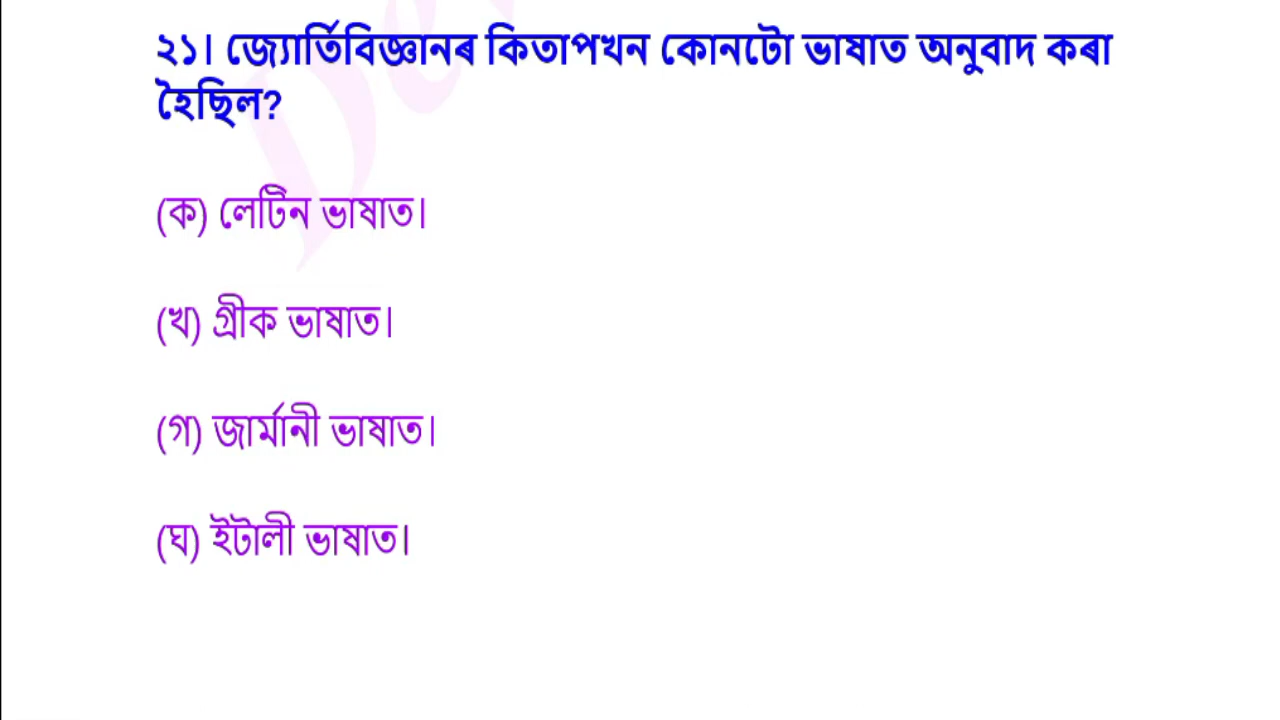 ২১। জ্যোৰ্তিবিজ্ঞানৰ কিতাপখন কোনটো ভাষাত অনুবাদ কৰা
হৈছিল?
(ক) লেটিন ভাষাত।
(খ) গ্ৰীক ভাষাত।
(গ) জাৰ্মানী ভাষাত।
(ঘ) ইটালী ভাষাত।